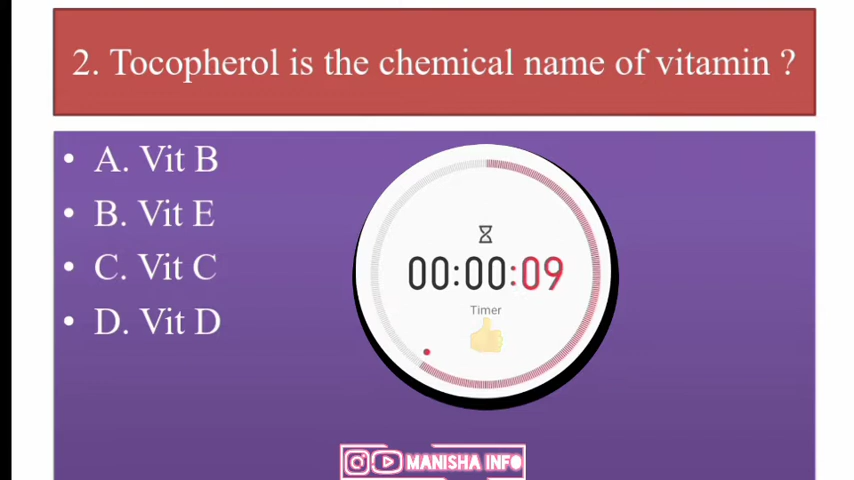 2. Tocopherol is the chemical name of vitamin ?
• A. Vit B
• B. Vit E
• C. Vit C
• D. Vit D
00:00:09
Timer
MANISHA INFO